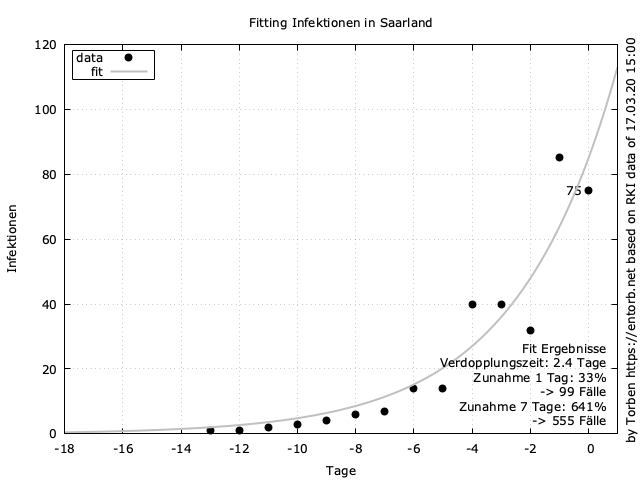 Fitting Infektionen in Saarland
120
100
80
60
40
20
0
-18 -16 -14 -12 -10 -8 -6 -4 -2 0
Infektionen
Tage
data
fit
75
Fit Ergebnisse
Verdopplungszeit: 2.4 Tage
Zunahme 1 Tag: 33%
-> 99 Fälle
Zunahme 7 Tage: 641%
-> 555 Fälle
by Torben https://entorb.net based on RKI data of 17.03.20 15:00